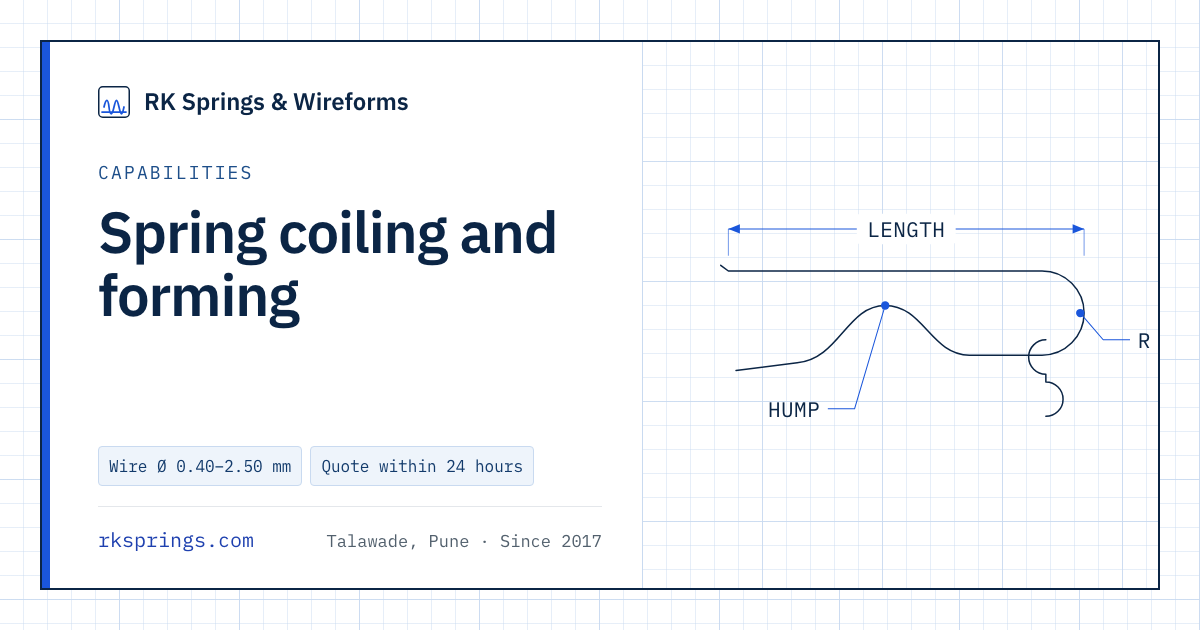 RK Springs & Wireforms
CAPABILITIES
Spring coiling and
forming
Wire Ø 0.40–2.50 mm
Quote within 24 hours
rksprings.com
Talawade, Pune · Since 2017
LENGTH
R
HUMP